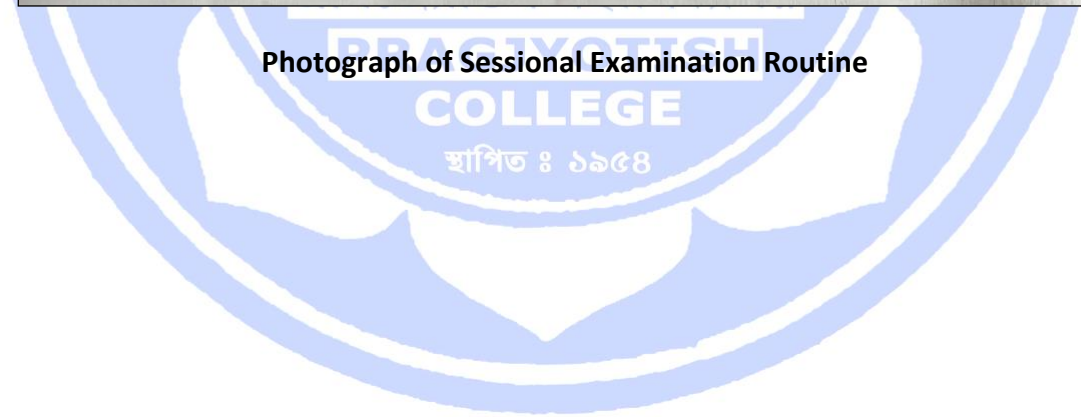 PRAGJYOTISH
Photograph of Sessional Examination Routine
COLLEGE
স্থাপিত ঃ ১৯৫৪